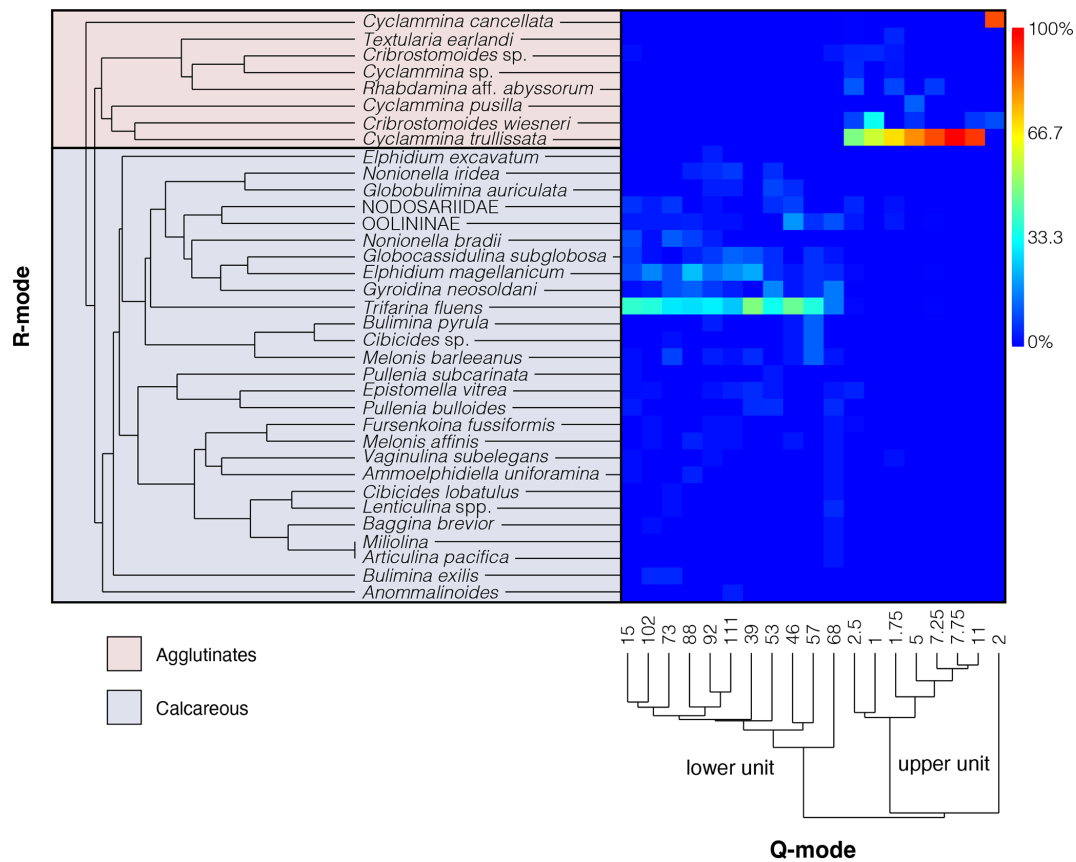 Cyclammina cancellata
Textularia earlandi
Cribrostomoides sp.
Cyclammina sp.
Rhabdamina aff. abyssorum
Cyclammina pusilla
Cribrostomoides wiesneri
Cyclammina trullissata
Elphidium excavatum
Nonionella iridea
Globobulimina auriculata
NODOSARIIDAE
OOLININAE
Nonionella bradii
Globocassidulina subglobosa
Elphidium magellanicum
Gyroidina neosoldani
Trifarina fluens
Bulimina pyrula
Cibicides sp.
Melonis barleeanus
Pullenia subcarinata
Epistomella vitrea
Pullenia bulloides
Fursenkoina fussiformis
Melonis affinis
Vaginulina subelegans
Ammoelphidiella uniforamina
Cibicides lobatulus
Lenticulina spp.
Baggina brevior
Miliolina
Articulina pacifica
Bulimina exilis
Anommalinoides
R-mode
100%
66.7
33.3
0%
15 102 73 88 92 111 39 53 46 57 68 2.5 1 1.75 5 7.25 7.75 11 2
Agglutinates
Calcareous
lower unit
upper unit
Q-mode